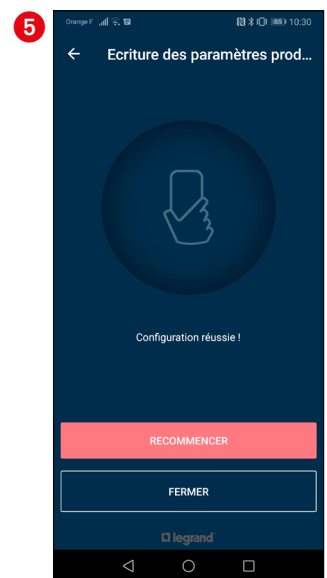 5
Orange F 10:30
Ecriture des paramètres prod...
Configuration réussie !
RECOMMENCER
FERMER
legrand